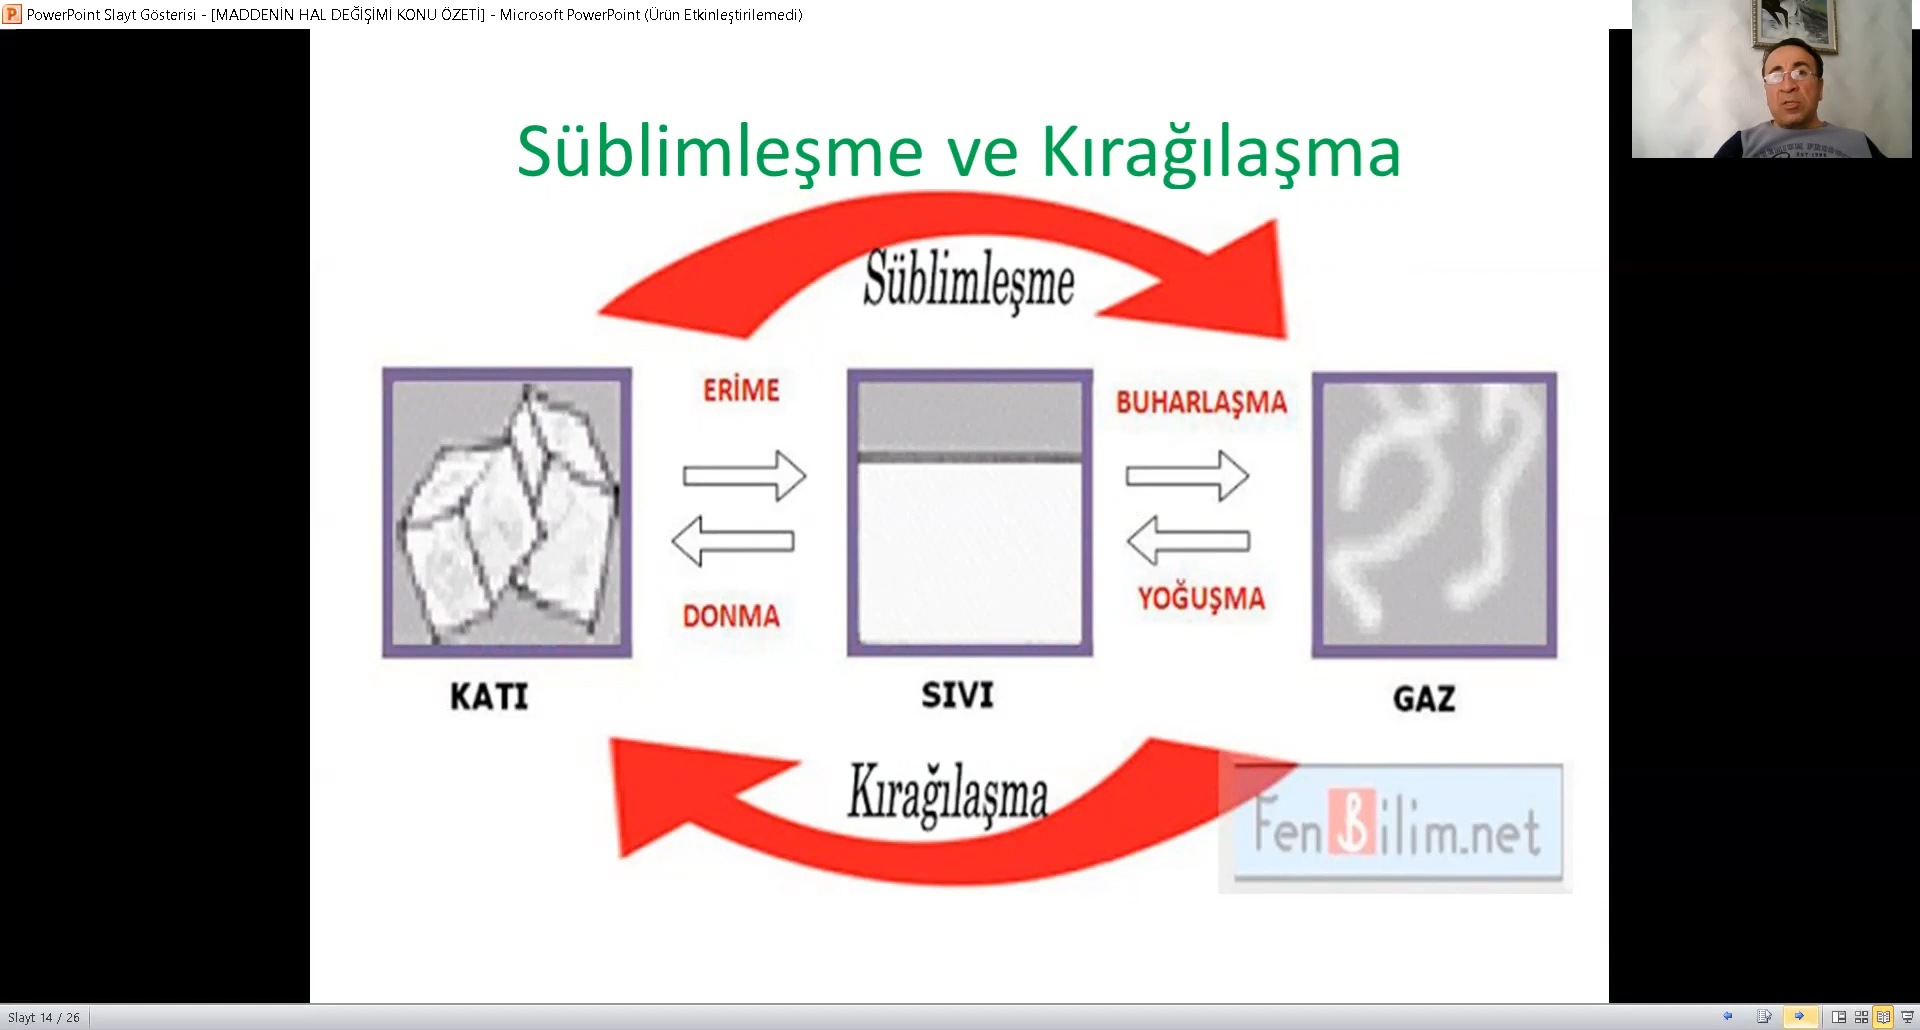 PowerPoint Slayt Gösterisi - [MADDENİN HAL DEĞİŞİMİ KONU ÖZETİ] - Microsoft PowerPoint (Ürün Etkinleştirilemedi)
Süblimleşme ve Kırağılaşma
Süblimleşme
ERİME
BUHARLAŞMA
DONMA
YOĞUŞMA
KATI
SIVI
GAZ
Kırağılaşma
FenBilim.net
Slayt 14 / 26